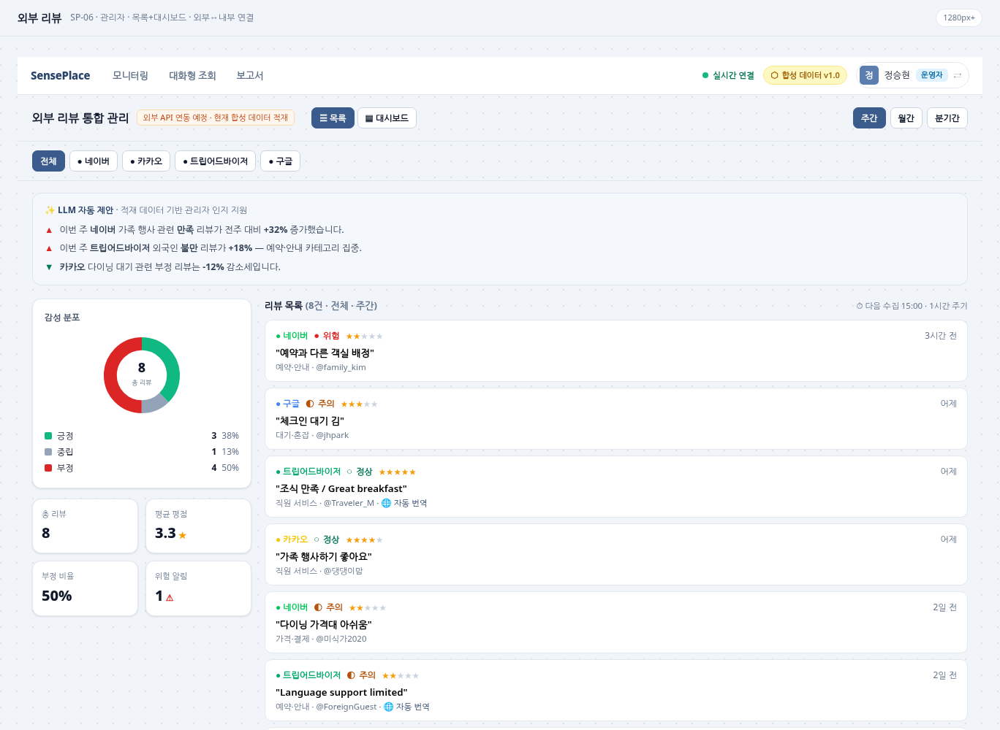 외부 리뷰 SP-06 · 관리자 · 목록+대시보드 · 외부↔내부 연결 1280px+
SensePlace 모니터링 대화형 조회 보고서 ● 실시간 연결 ⬡ 합성 데이터 v1.0 정 정승현 운영자 ⇄
외부 리뷰 통합 관리 외부 API 연동 예정 · 현재 합성 데이터 적재 ☰ 목록 ▦ 대시보드 주간 월간 분기간
전체 ● 네이버 ● 카카오 ● 트립어드바이저 ● 구글
✨ LLM 자동 제안 · 적재 데이터 기반 관리자 인지 지원
▲ 이번 주 네이버 가족 행사 관련 만족 리뷰가 전주 대비 +32% 증가했습니다.
▲ 이번 주 트립어드바이저 외국인 불만 리뷰가 +18% — 예약·안내 카테고리 집중.
▼ 카카오 다이닝 대기 관련 부정 리뷰는 -12% 감소세입니다.
감성 분포
8
총 리뷰
긍정 3 38%
중립 1 13%
부정 4 50%
총 리뷰
8
평균 평점
3.3 ★
부정 비율
50%
위험 알림
1 ⚠
리뷰 목록 (8건 · 전체 · 주간) ⏱ 다음 수집 15:00 · 1시간 주기
● 네이버 ● 위험 ★★★★★ 3시간 전
"예약과 다른 객실 배정"
예약·안내 · @family_kim
● 구글 ◐ 주의 ★★★★★ 어제
"체크인 대기 김"
대기·혼잡 · @jhpark
● 트립어드바이저 ○ 정상 ★★★★★ 어제
"조식 만족 / Great breakfast"
직원 서비스 · @Traveler_M · 🌐 자동 번역
● 카카오 ○ 정상 ★★★★★ 어제
"가족 행사하기 좋아요"
직원 서비스 · @댕댕이맘
● 네이버 ◐ 주의 ★★★★★ 2일 전
"다이닝 가격대 아쉬움"
가격·결제 · @미식가2020
● 트립어드바이저 ◐ 주의 ★★★★★ 2일 전
"Language support limited"
예약·안내 · @ForeignGuest · 🌐 자동 번역